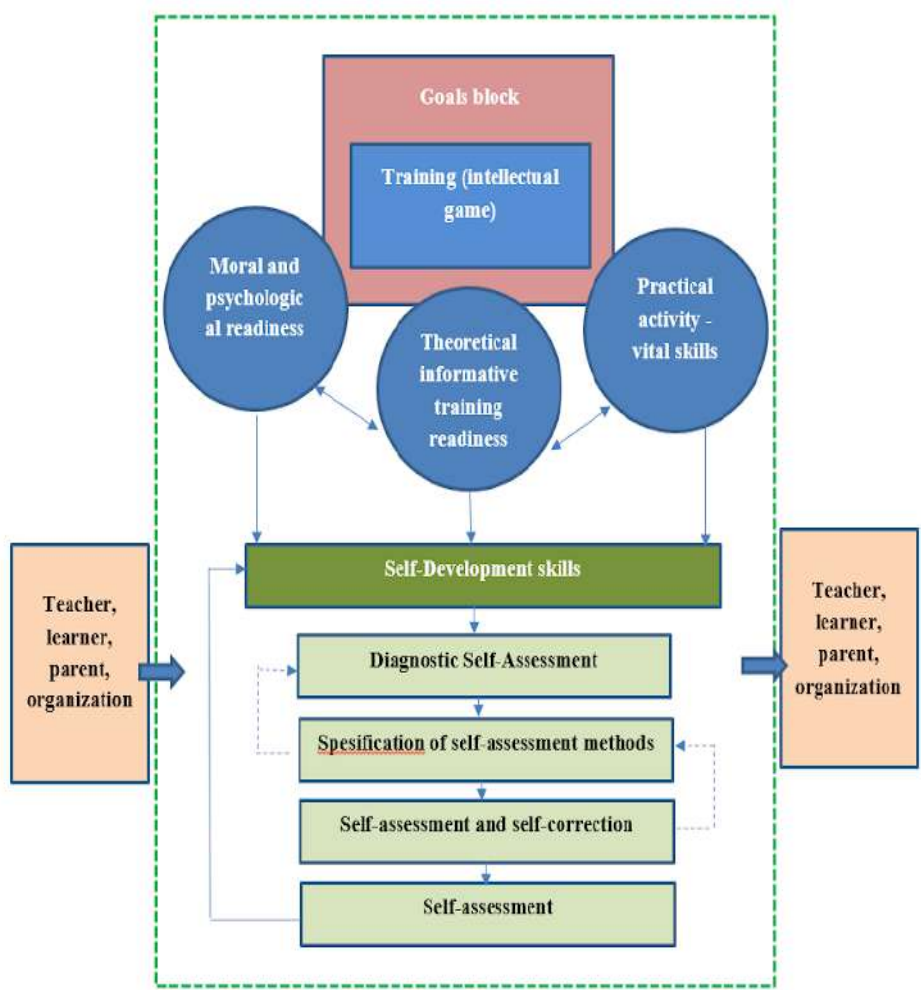 Goals block
Training (intellectual
game)
Moral and
psychologic
al readiness
Theoretical
informative
training
readiness
Practical
activity -
vital skills
Self-Development skills
Teacher,
learner,
parent,
organization
Diagnostic Self-Assessment
Spesification of self-assessment methods
Self-assessment and self-correction
Self-assessment
Teacher,
learner,
parent,
organization